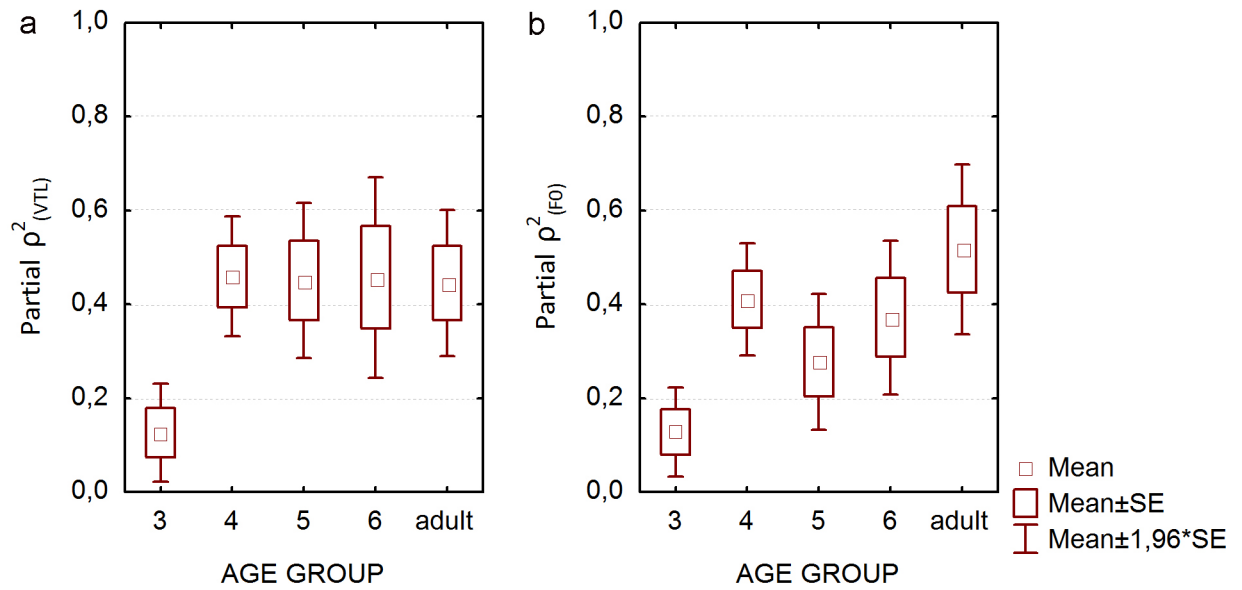 a
1,0
0,8
0,6
0,4
0,2
0,0
Partial ρ²(VTL)
3 4 5 6 adult
AGE GROUP
b
1,0
0,8
0,6
0,4
0,2
0,0
Partial ρ²(F0)
3 4 5 6 adult
AGE GROUP
Mean
Mean±SE
Mean±1,96*SE